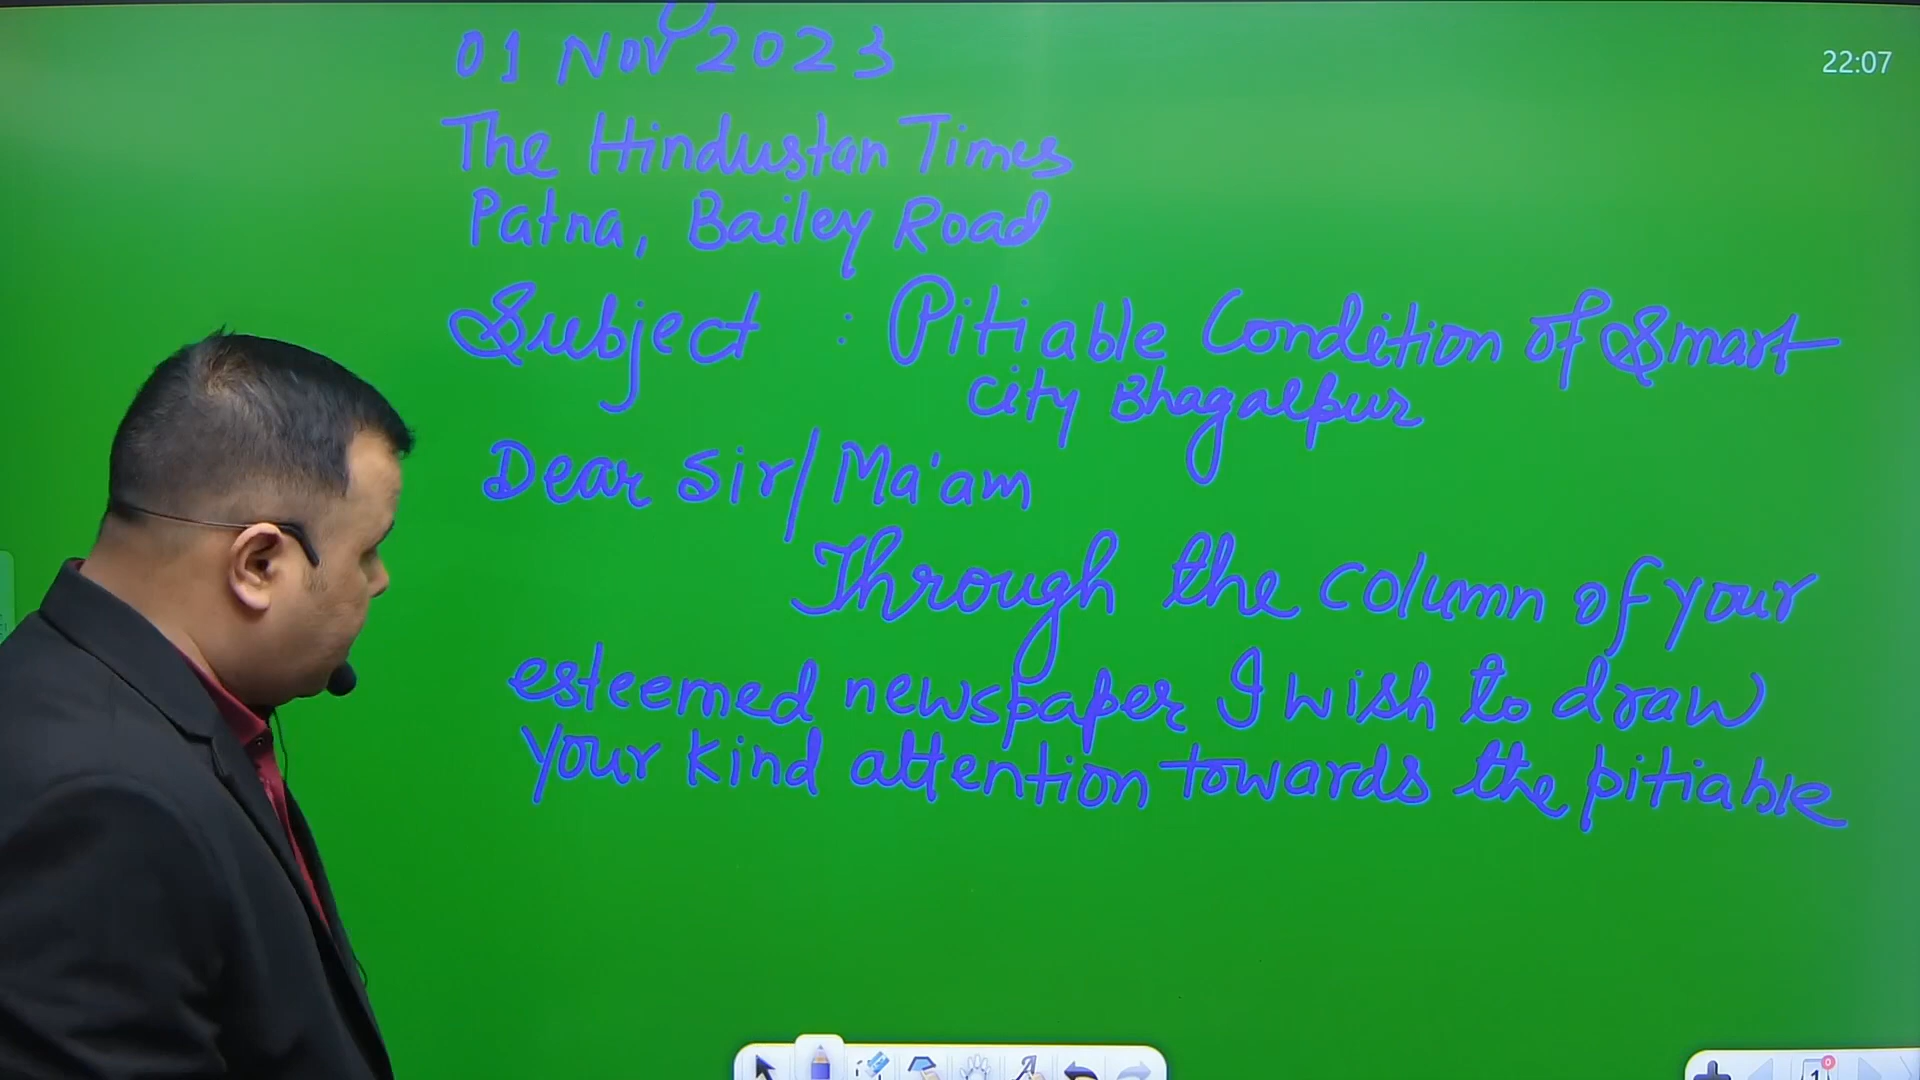 01 Nov 2023
22:07
The Hindustan Times
Patna, Bailey Road
Subject : Pitiable Condition of Smart
City Bhagalpur
Dear Sir/Ma'am
Through the column of your
esteemed newspaper I wish to draw
your kind attention towards the pitiable
A
1
0